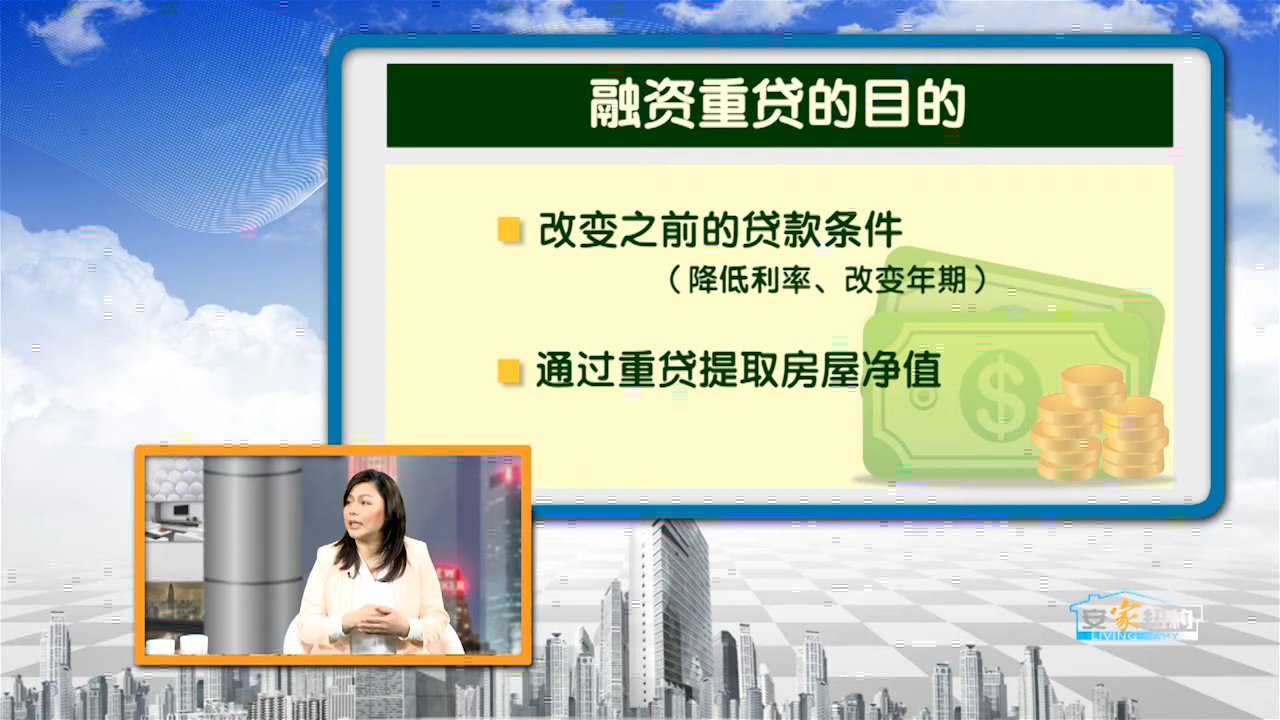 融资重贷的目的
改变之前的贷款条件
（降低利率、改变年期）
通过重贷提取房屋净值
安家纽约
LIVING
NY